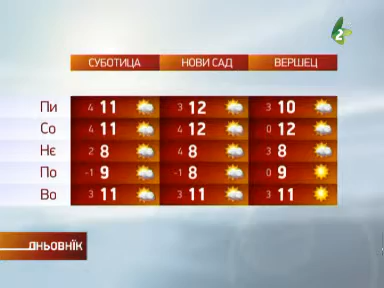 2
СУБОТИЦА НОВИ САД ВЕРШЕЦ
Пи 4 11 3 12 3 10
Со 4 11 4 12 0 12
Нє 2 8 4 8 3 8
По -1 9 -1 8 0 9
Во 3 11 3 11 3 11
ДНЬОВНЇК